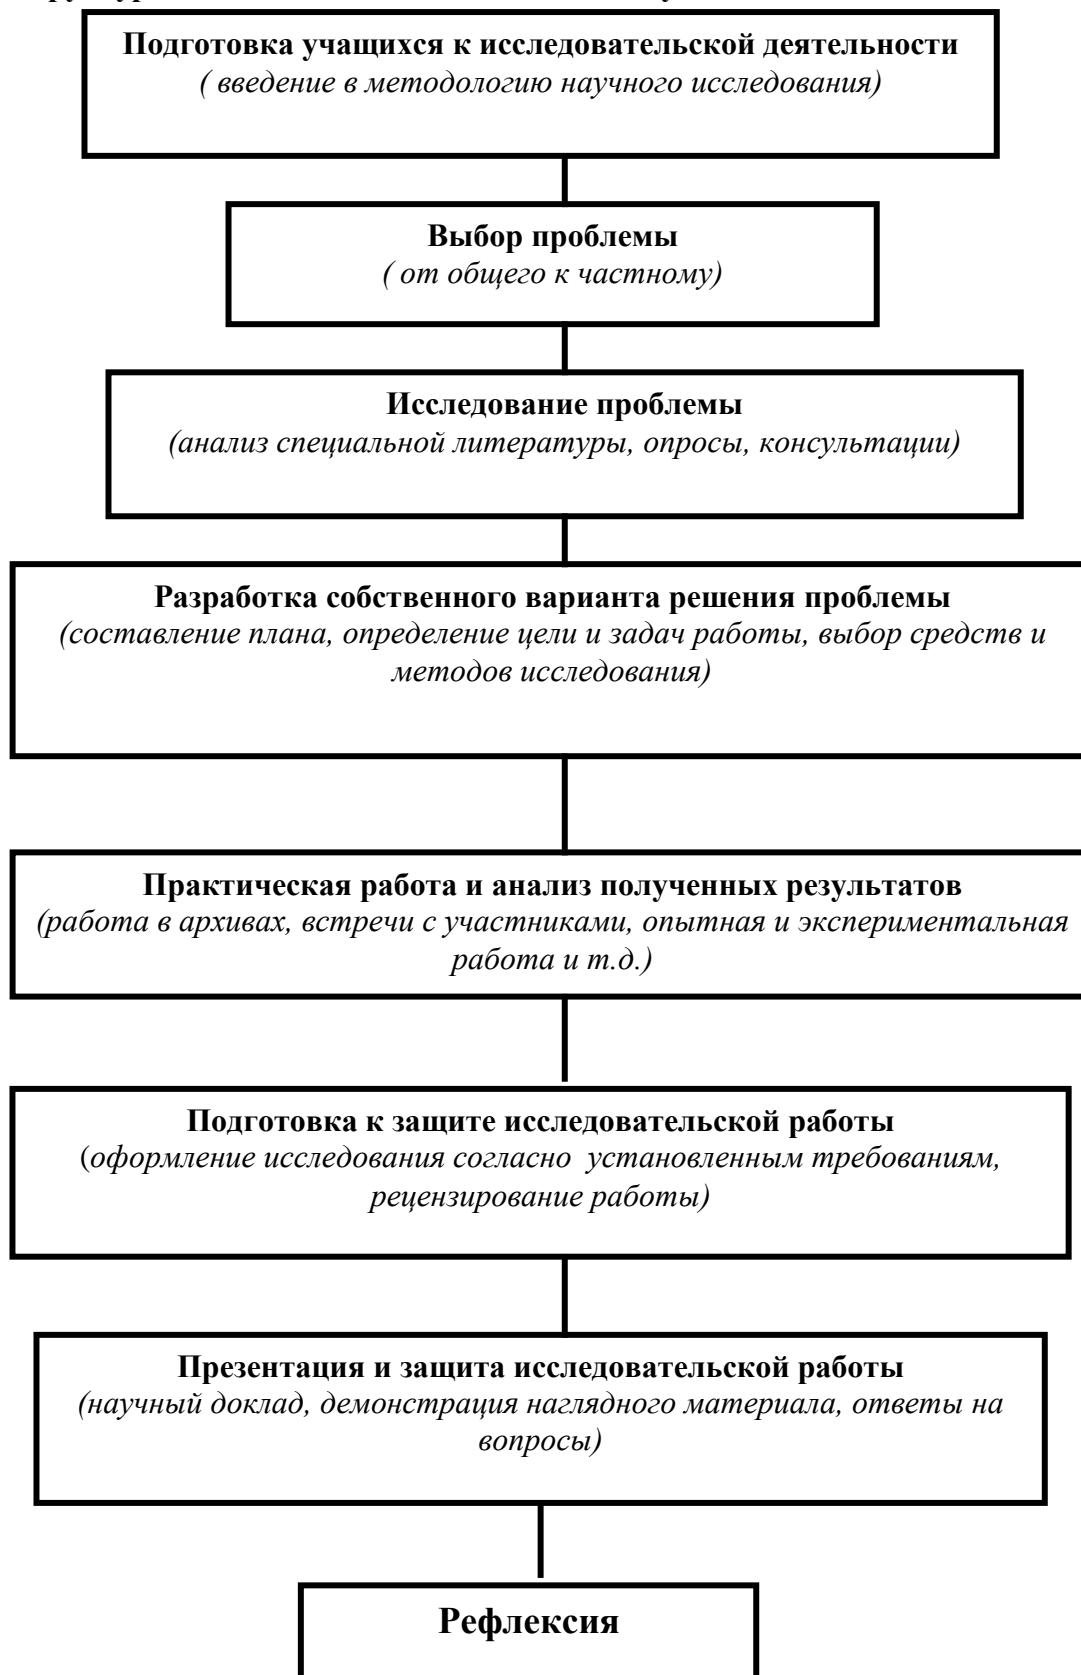 Подготовка учащихся к исследовательской деятельности
( введение в методологию научного исследования)
Выбор проблемы
( от общего к частному)
Исследование проблемы
(анализ специальной литературы, опросы, консультации)
Разработка собственного варианта решения проблемы
(составление плана, определение цели и задач работы, выбор средств и
методов исследования)
Практическая работа и анализ полученных результатов
(работа в архивах, встречи с участниками, опытная и экспериментальная
работа и т.д.)
Подготовка к защите исследовательской работы
(оформление исследования согласно  установленным требованиям,
рецензирование работы)
Презентация и защита исследовательской работы
(научный доклад, демонстрация наглядного материала, ответы на
вопросы)
Рефлексия